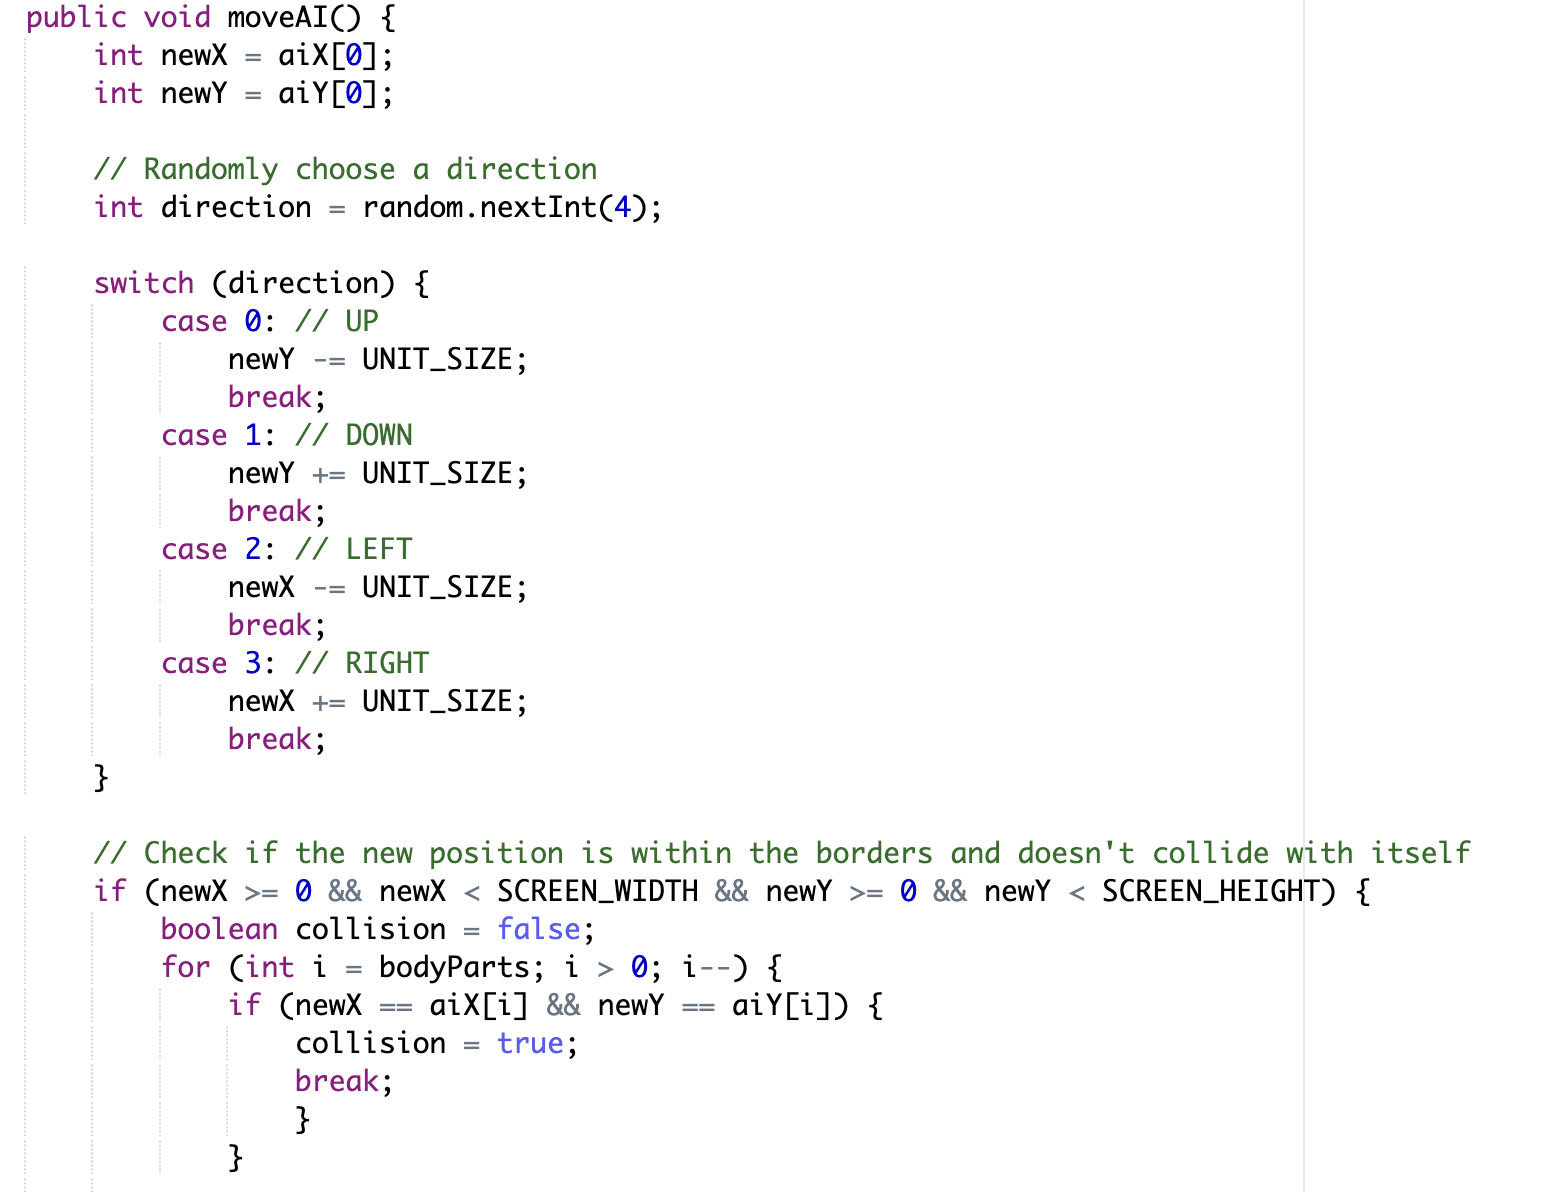 public void moveAI() {
    int newX = aiX[0];
    int newY = aiY[0];

    // Randomly choose a direction
    int direction = random.nextInt(4);

    switch (direction) {
        case 0: // UP
            newY -= UNIT_SIZE;
            break;
        case 1: // DOWN
            newY += UNIT_SIZE;
            break;
        case 2: // LEFT
            newX -= UNIT_SIZE;
            break;
        case 3: // RIGHT
            newX += UNIT_SIZE;
            break;
    }

    // Check if the new position is within the borders and doesn't collide with itself
    if (newX >= 0 && newX < SCREEN_WIDTH && newY >= 0 && newY < SCREEN_HEIGHT) {
        boolean collision = false;
        for (int i = bodyParts; i > 0; i--) {
            if (newX == aiX[i] && newY == aiY[i]) {
                collision = true;
                break;
                }
            }